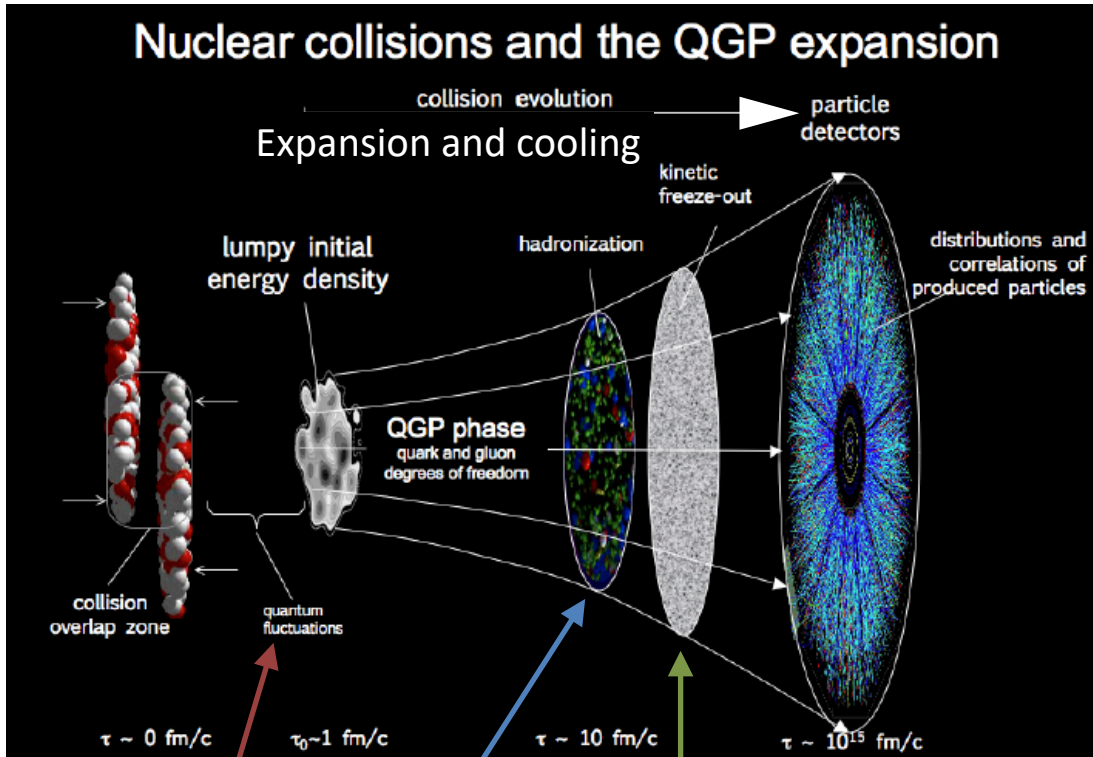 Nuclear collisions and the QGP expansion
collision evolution
particle
detectors
Expansion and cooling
kinetic
freeze-out
hadronization
lumpy initial
energy density
distributions and
correlations of
produced particles
QGP phase
quark and gluon
degrees of freedom
collision
overlap zone
quantum
fluctuations
τ ~ 0 fm/c
τ₀~1 fm/c
τ ~ 10 fm/c
τ ~ 10¹⁵ fm/c